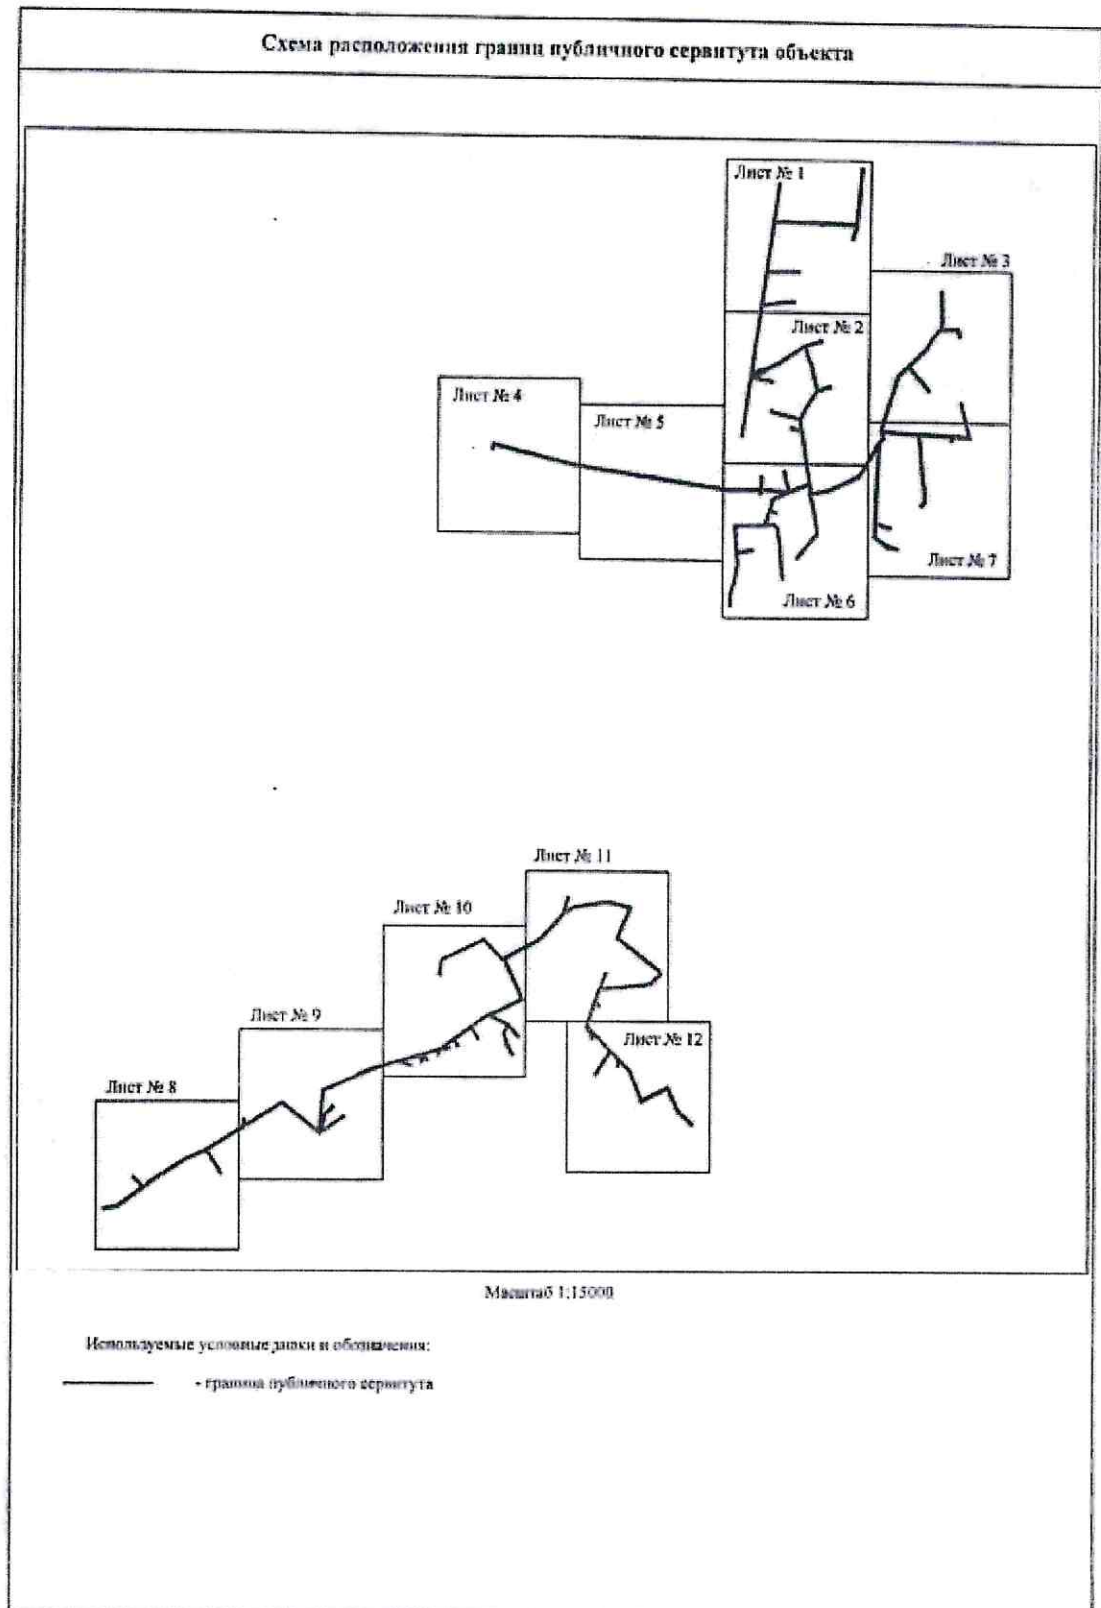 Схема расположения границ публичного сервитута объекта
Лист № 1
Лист № 3
Лист № 2
Лист № 4
Лист № 5
Лист № 7
Лист № 6
Лист № 11
Лист № 10
Лист № 9
Лист № 12
Лист № 8
Масштаб 1:15000
Используемые условные знаки и обозначения:
- граница публичного сервитута